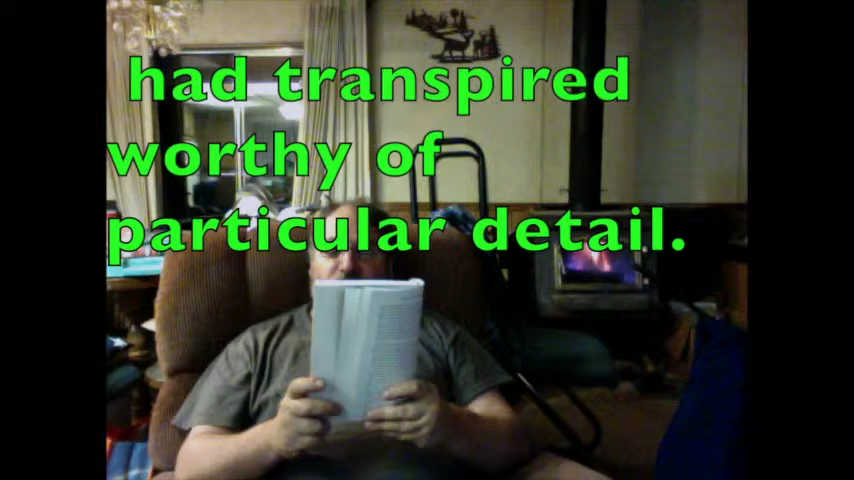 had transpired
worthy of
particular detail.